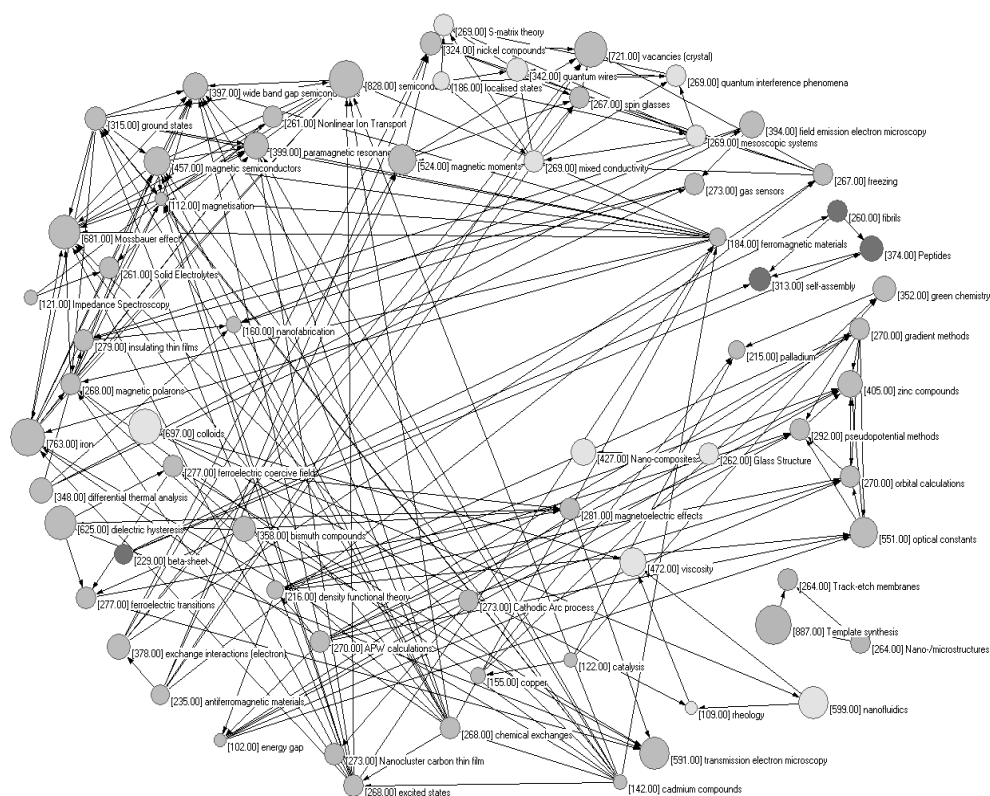 [269.00] S-matrix theory
[324.00] nickel compounds
[721.00] vacancies (crystal)
[342.00] quantum wires
[269.00] quantum interference phenomena
[828.00] semicond
[186.00] localised states
[397.00] wide band gap semicond
[267.00] spin glasses
[261.00] Nonlinear Ion Transport
[315.00] ground states
[394.00] field emission electron microscopy
[269.00] mesoscopic systems
[399.00] paramagnetic resonan
[524.00] magnetic moments
[269.00] mixed conductivity
[457.00] magnetic semiconductors
[267.00] freezing
[273.00] gas sensors
[112.00] magnetisation
[260.00] fibrils
[681.00] Mossbauer effect
[184.00] ferromagnetic materials
[374.00] Peptides
[261.00] Solid Electrolytes
[313.00] self-assembly
[121.00] Impedance Spectroscopy
[352.00] green chemistry
[160.00] nanofabrication
[270.00] gradient methods
[279.00] insulating thin films
[215.00] palladium
[268.00] magnetic polarons
[405.00] zinc compounds
[763.00] iron
[697.00] colloids
[292.00] pseudopotential methods
[427.00] Nano-composites
[262.00] Glass Structure
[277.00] ferroelectric coercive field
[270.00] orbital calculations
[348.00] differential thermal analysis
[281.00] magnetoelectric effects
[625.00] dielectric hysteresis
[358.00] bismuth compounds
[551.00] optical constants
[229.00] beta-sheet
[472.00] viscosity
[264.00] Track-etch membranes
[277.00] ferroelectric transitions
[216.00] density functional theory
[273.00] Cathodic Arc process
[887.00] Template synthesis
[378.00] exchange interactions (electron)
[270.00] APW calculations
[264.00] Nano-/microstructures
[122.00] catalysis
[155.00] copper
[235.00] antiferromagnetic materials
[109.00] rheology
[599.00] nanofluidics
[268.00] chemical exchanges
[102.00] energy gap
[273.00] Nanocluster carbon thin film
[591.00] transmission electron microscopy
[142.00] cadmium compounds
[268.00] excited states